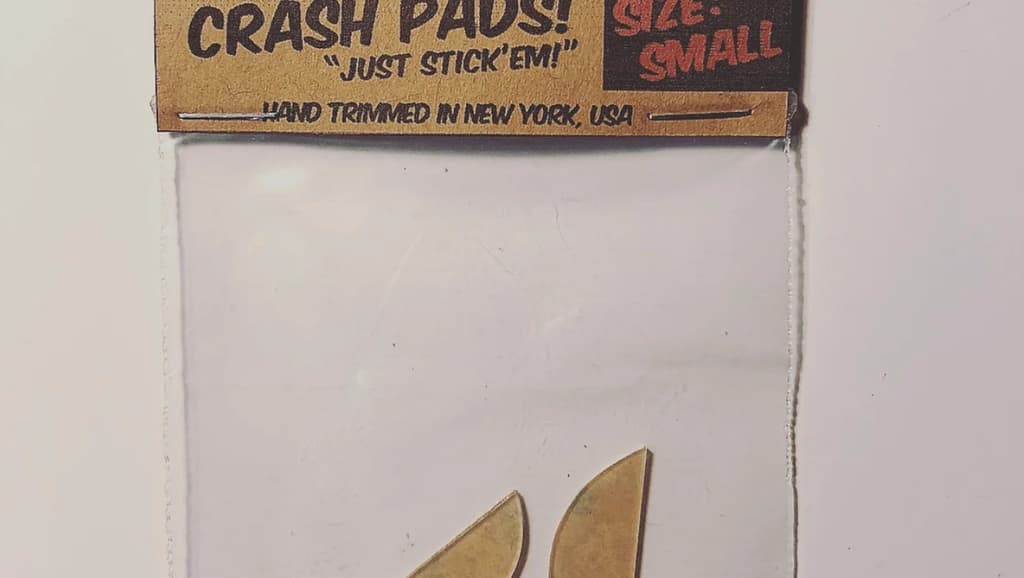 CRASH PADS!
"JUST STICK'EM!"
SIZE:
SMALL
HAND TRIMMED IN NEW YORK, USA